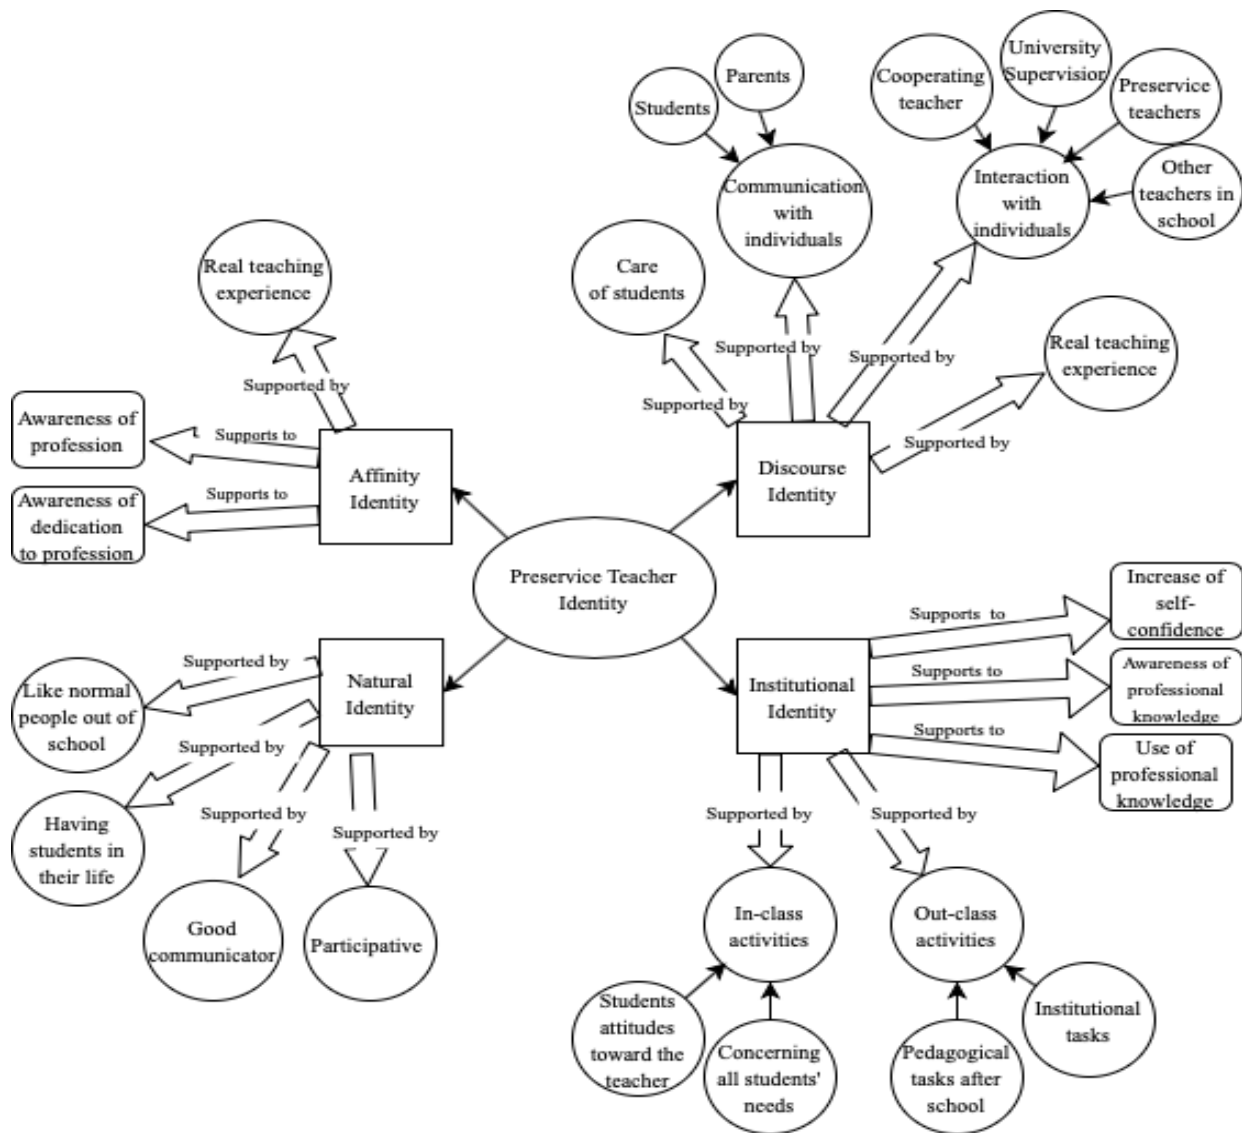 University
Supervisior
Parents
Cooperating
teacher
Preservice
teachers
Students
Other
teachers in
school
Communication
with
individuals
Interaction
with
individuals
Real teaching
experience
Care
of students
Supported by
Supported by
Supported by
Supported by
Supported by
Real teaching
experience
Awareness of
profession
Supports to
Affinity
Identity
Discourse
Identity
Awareness of
dedication
to profession
Supports to
Preservice Teacher
Identity
Increase of
self-
confidence
Supports to
Supported by
Natural
Identity
Institutional
Identity
Supports to
Awareness of
professional
knowledge
Like normal
people out of
school
Supported by
Supports to
Use of
professional
knowledge
Supported by
Supported by
Supported by
Supported by
Having
students in
their life
Good
communicator
Participative
In-class
activities
Out-class
activities
Students
attitudes
toward the
teacher
Concerning
all students'
needs
Pedagogical
tasks after
school
Institutional
tasks